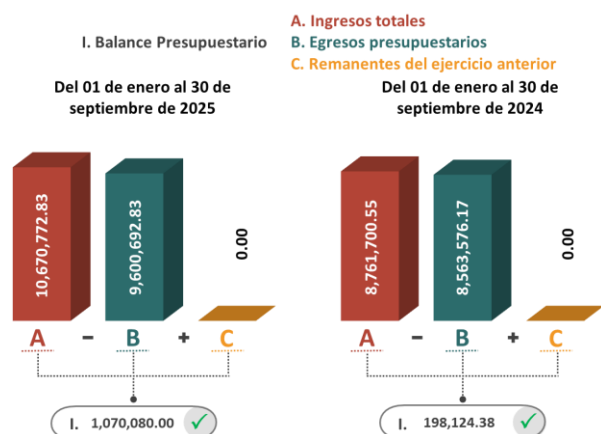 A. Ingresos totales
I. Balance Presupuestario
B. Egresos presupuestarios
C. Remanentes del ejercicio anterior
Del 01 de enero al 30 de
septiembre de 2025
Del 01 de enero al 30 de
septiembre de 2024
10,670,772.83
9,600,692.83
0.00
8,761,700.55
8,563,576.17
0.00
A – B + C
A – B + C
I. 1,070,080.00
I. 198,124.38